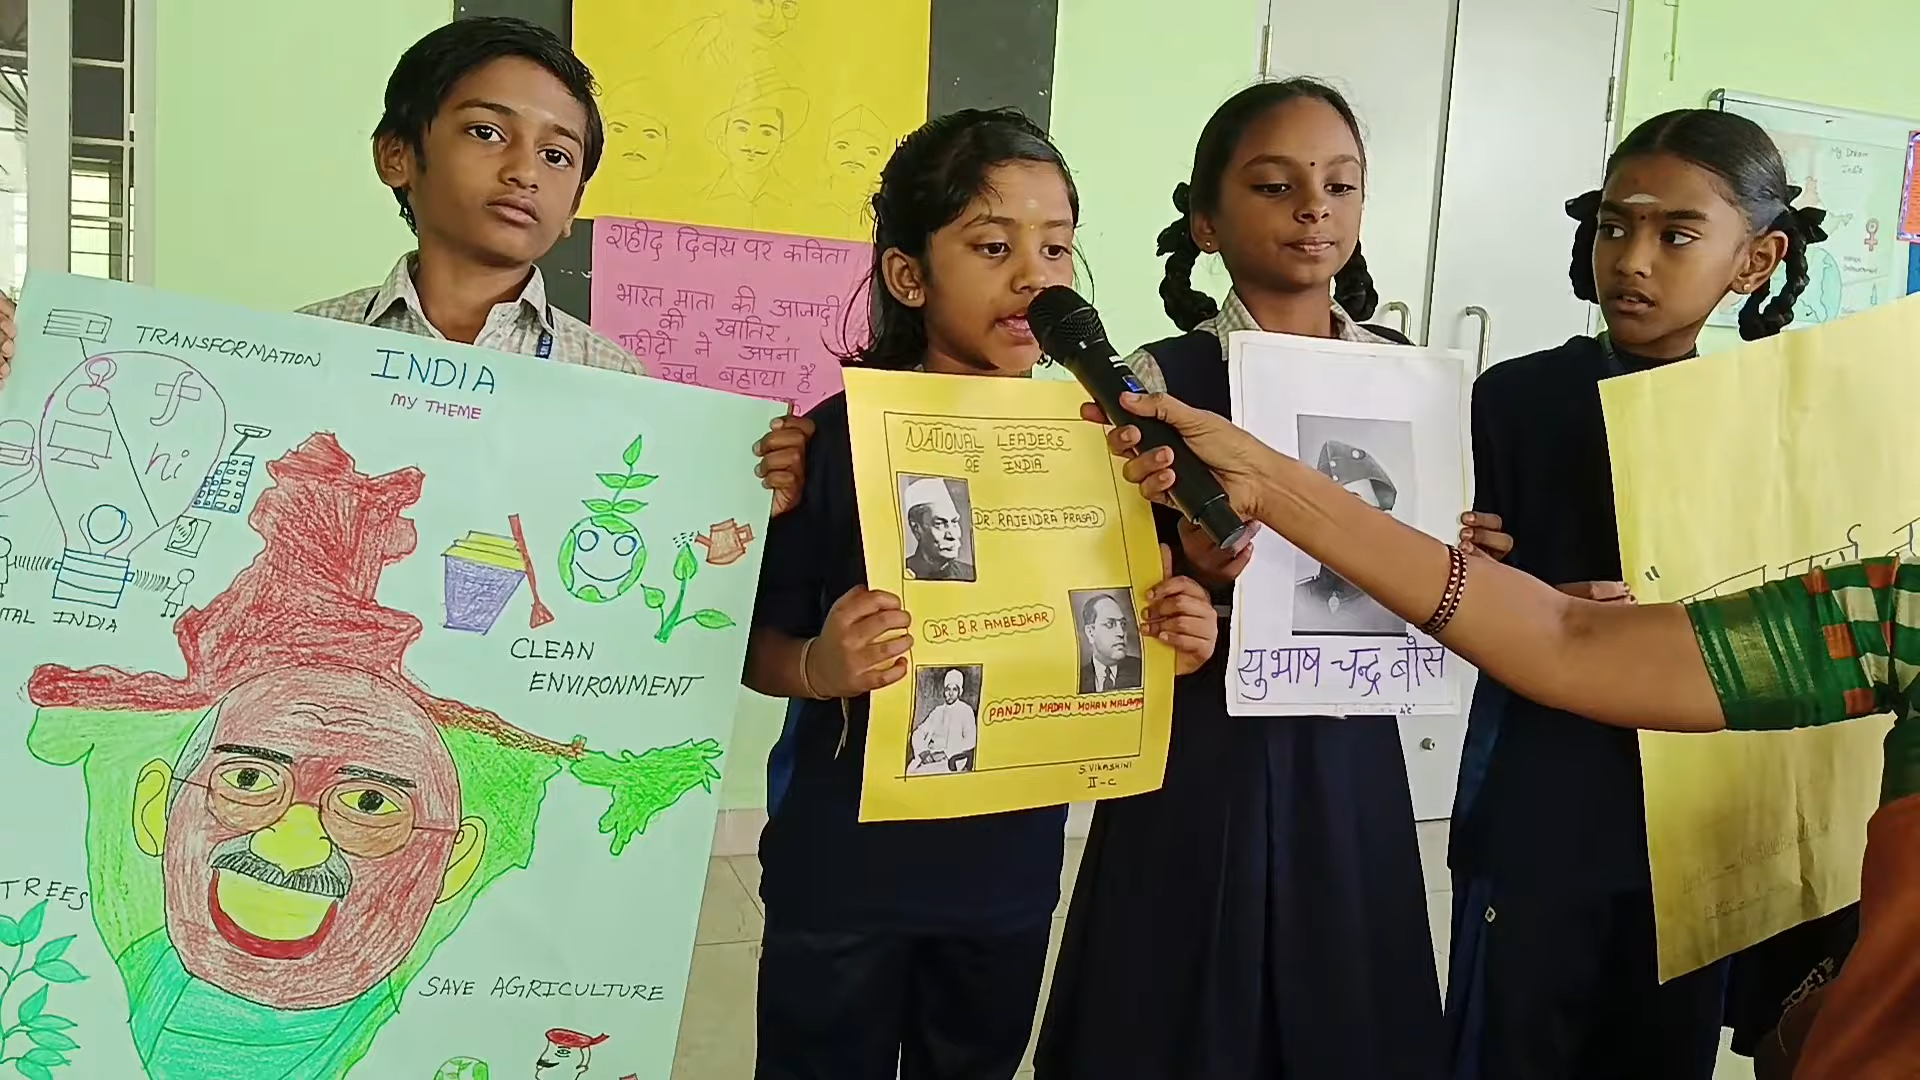 TRANSFORMATION
INDIA
MY THEME
TAL INDIA
CLEAN
ENVIRONMENT
TREES
SAVE AGRICULTURE
शहीद दिवस पर कविता
भारत माता की आजादी
की खातिर,
शहीदों ने अपना
खून बहाया है,
NATIONAL LEADERS
OF INDIA
DR. RAJENDRA PRASAD
DR. B.R. AMBEDKAR
PANDIT MADAN MOHAN MALAVIYA
S. VIKASHINI
II - C
सुभाष चन्द्र बोस
My Dream
India